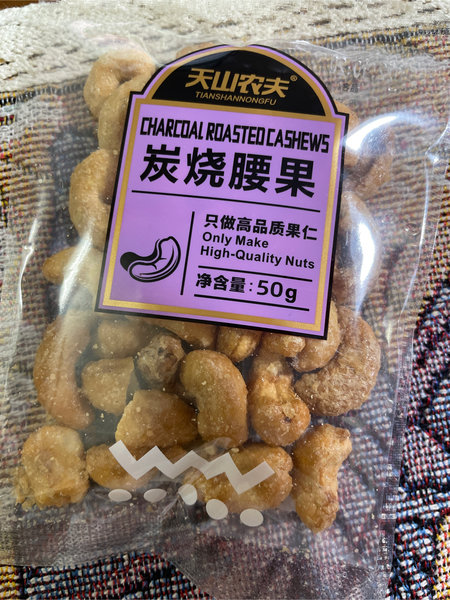 天山农夫®
TIANSHANNONGFU
CHARCOAL ROASTED CASHEWS
炭烧腰果
只做高品质果仁
Only Make
High-Quality Nuts
净含量:50g